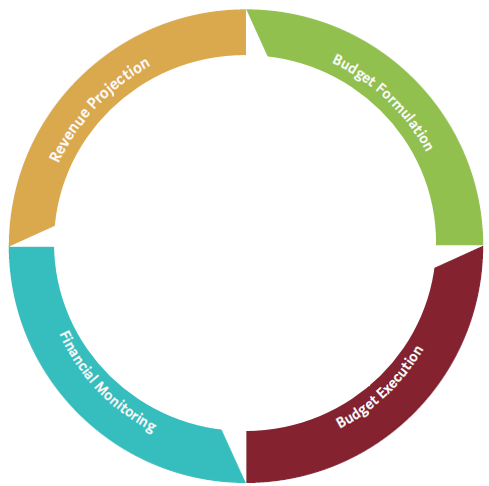 Revenue Projection
Budget Formulation
Budget Execution
Financial Monitoring